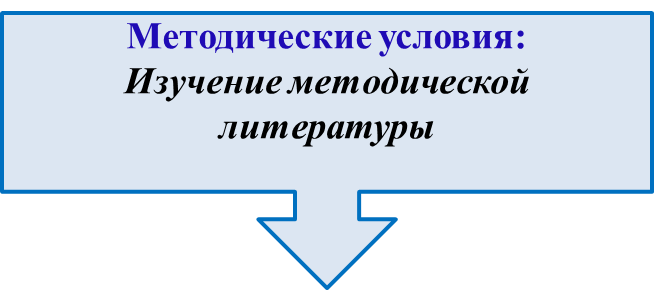 Методические условия:
Изучение методической
литературы